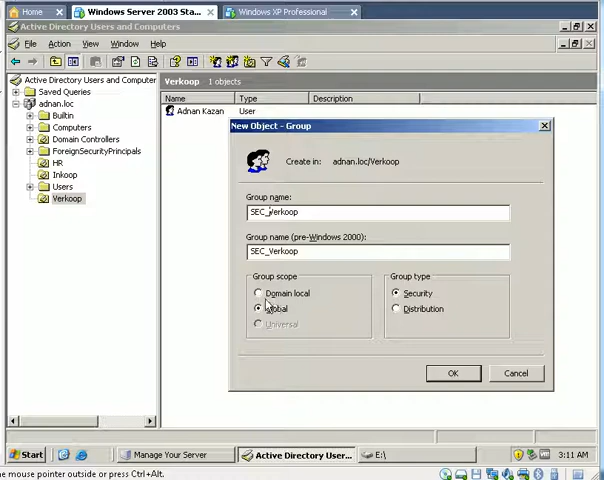 Home
Windows Server 2003 Sta...
Windows XP Professional
Active Directory Users and Computers
File Action View Window Help
Active Directory Users and Computer
Saved Queries
adnan.loc
Builtin
Computers
Domain Controllers
ForeignSecurityPrincipals
HR
Inkoop
Users
Verkoop
Verkoop 1 objects
Name Type Description
Adnan Kazan User
New Object - Group
Create in: adnan.loc/Verkoop
Group name:
SEC_Verkoop
Group name (pre-Windows 2000):
SEC_Verkoop
Group scope
Domain local
Global
Universal
Group type
Security
Distribution
OK Cancel
Start Manage Your Server Active Directory User... E:\ 3:11 AM
he mouse pointer outside or press Ctrl+Alt.